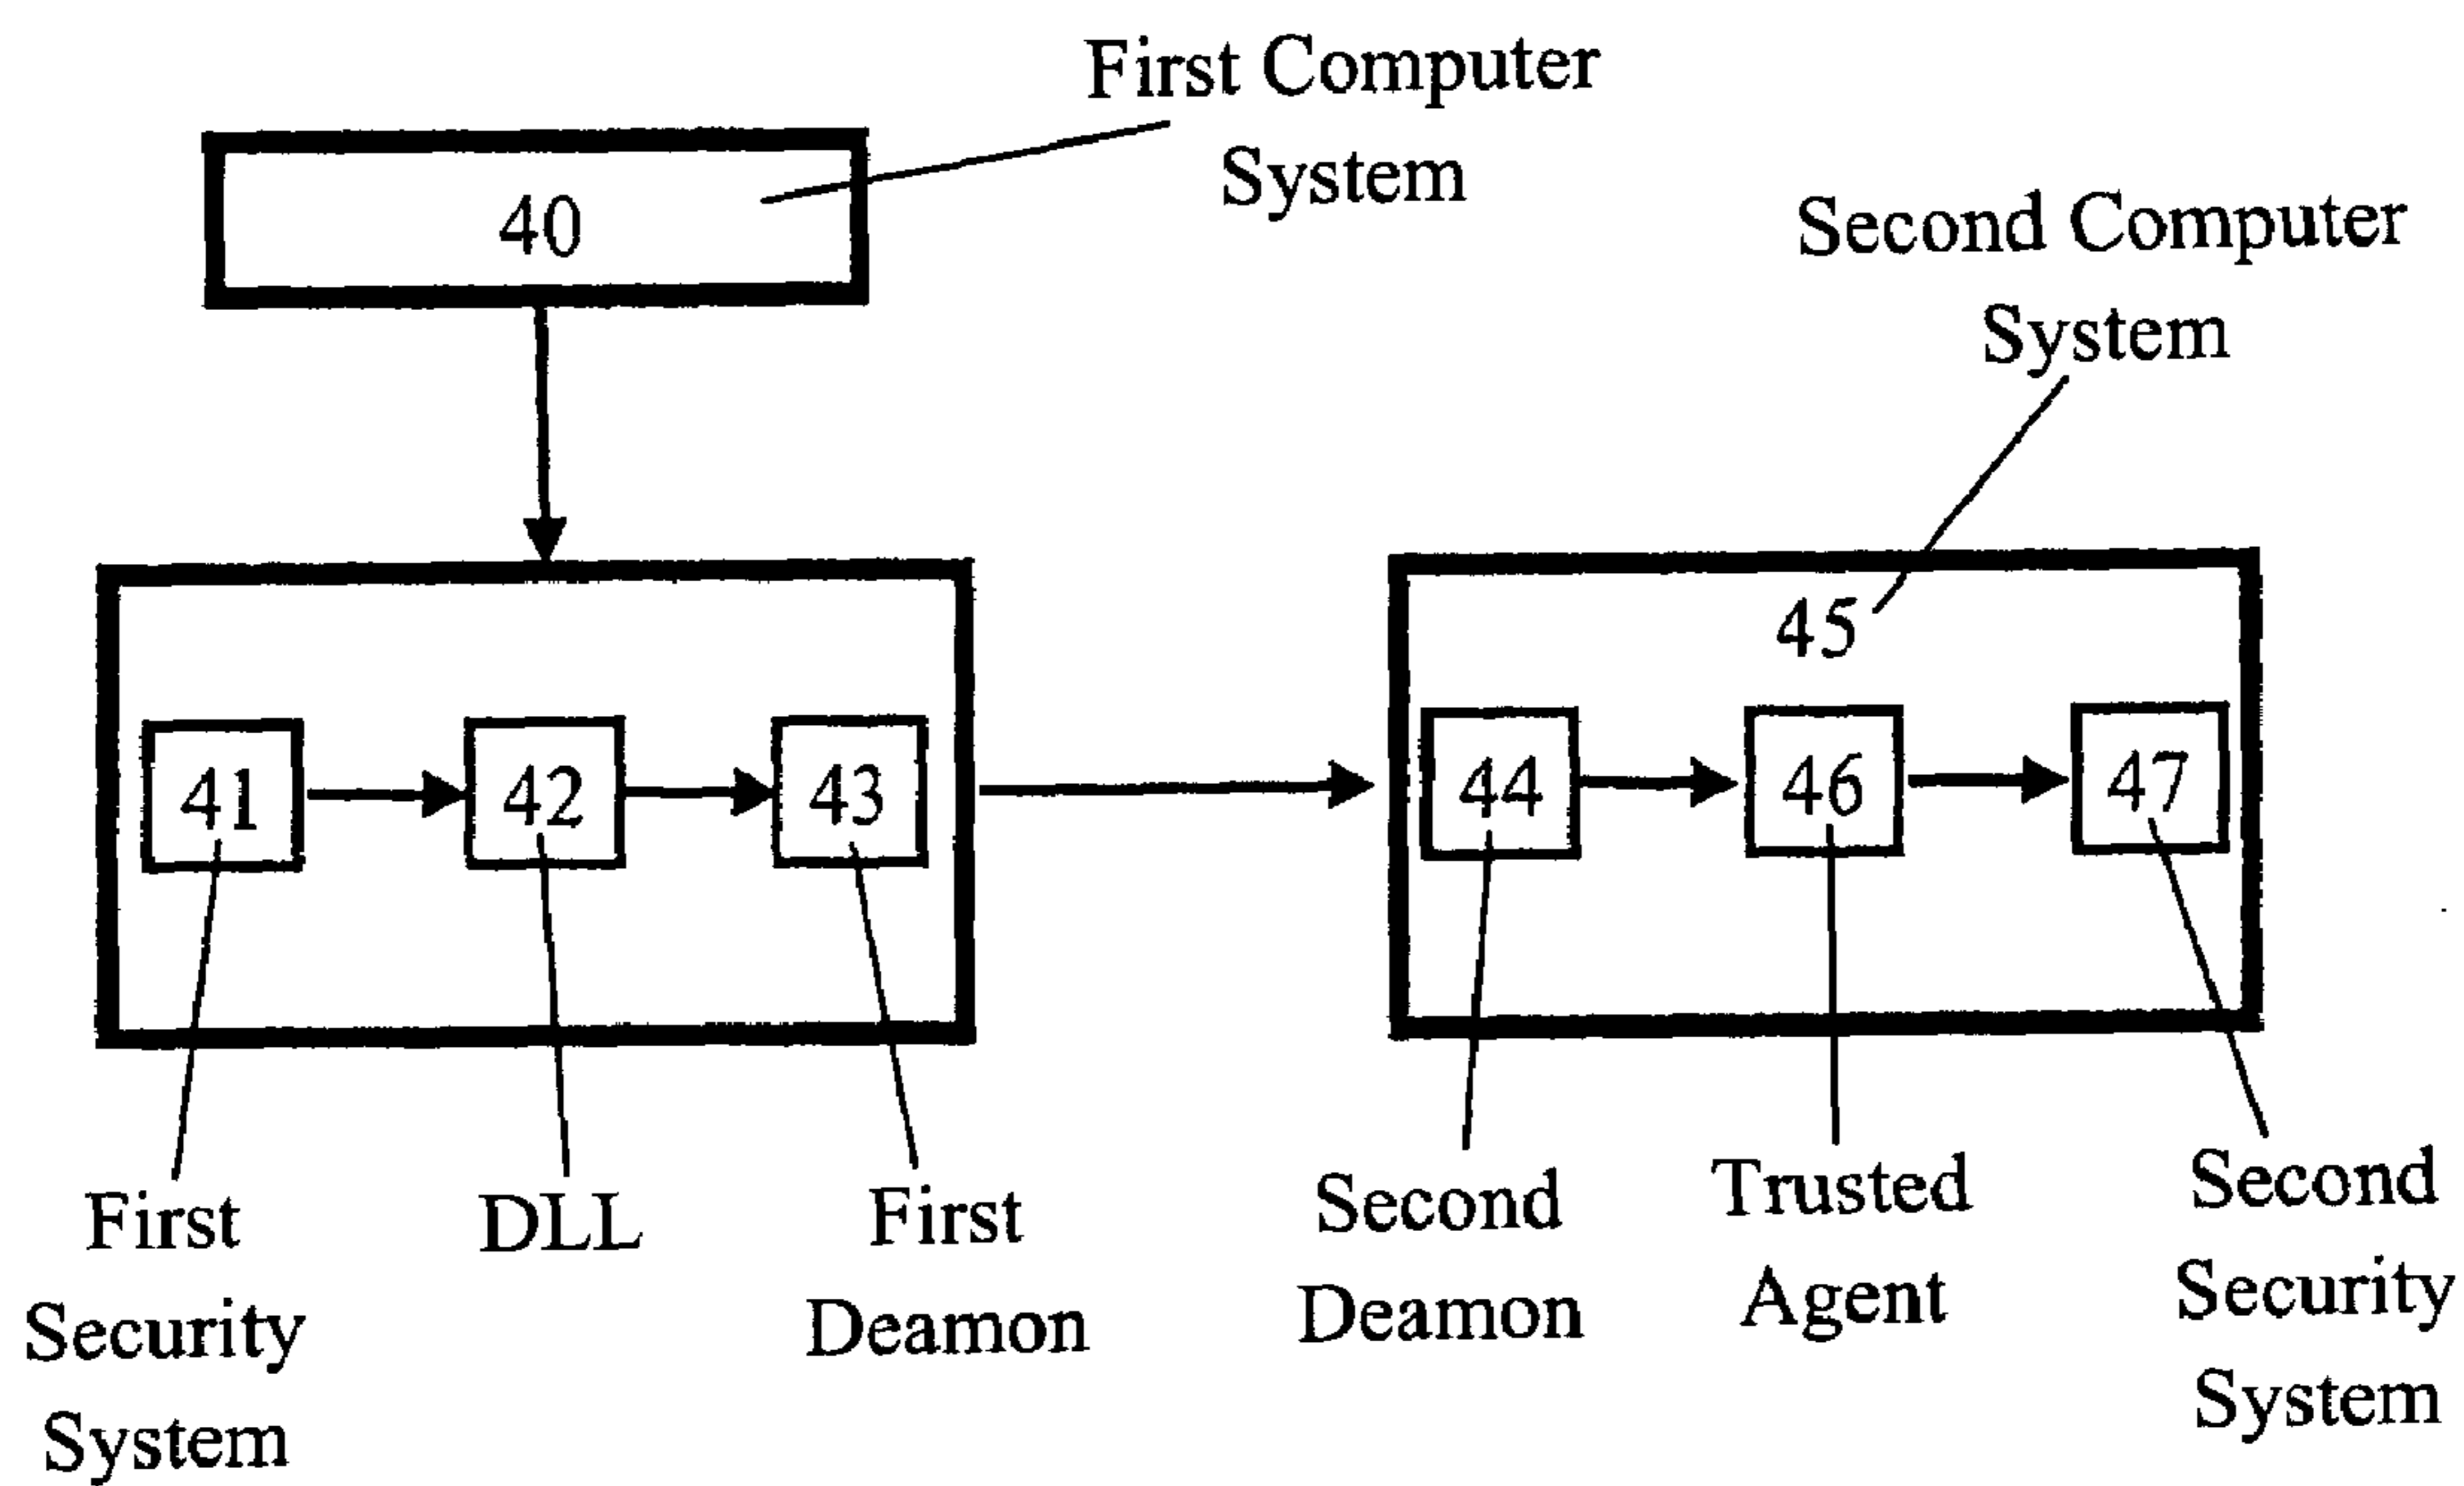 First Computer
System
40
Second Computer
System
45
41
42
43
44
46
47
First
Security
System
DLL
First
Deamon
Second
Deamon
Trusted
Agent
Second
Security
System